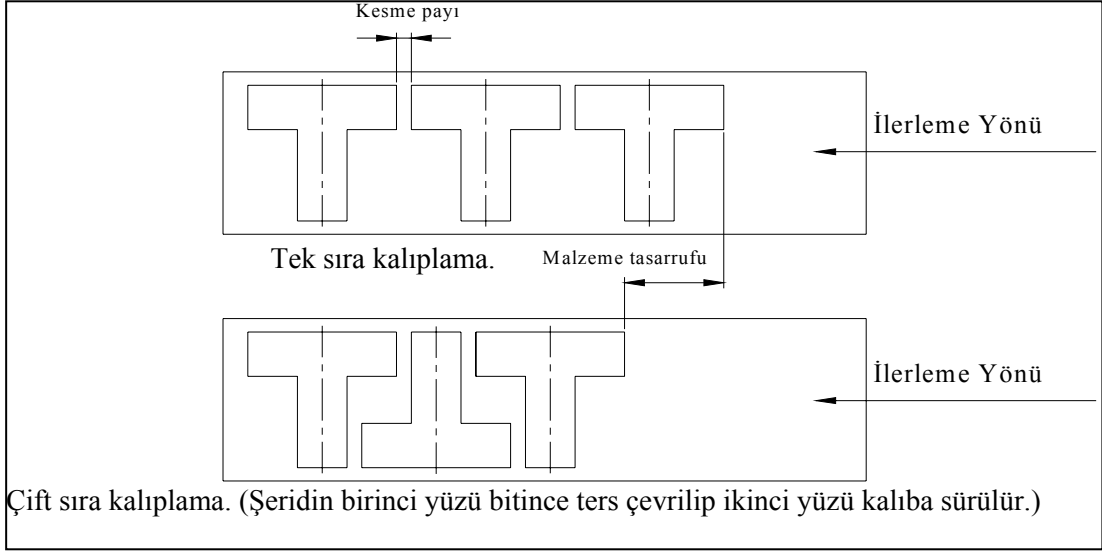 Kesme payı
İlerleme Yönü
Tek sıra kalıplama.
Malzeme tasarrufu
İlerleme Yönü
Çift sıra kalıplama. (Şeridin birinci yüzü bitince ters çevrilip ikinci yüzü kalıba sürülür.)